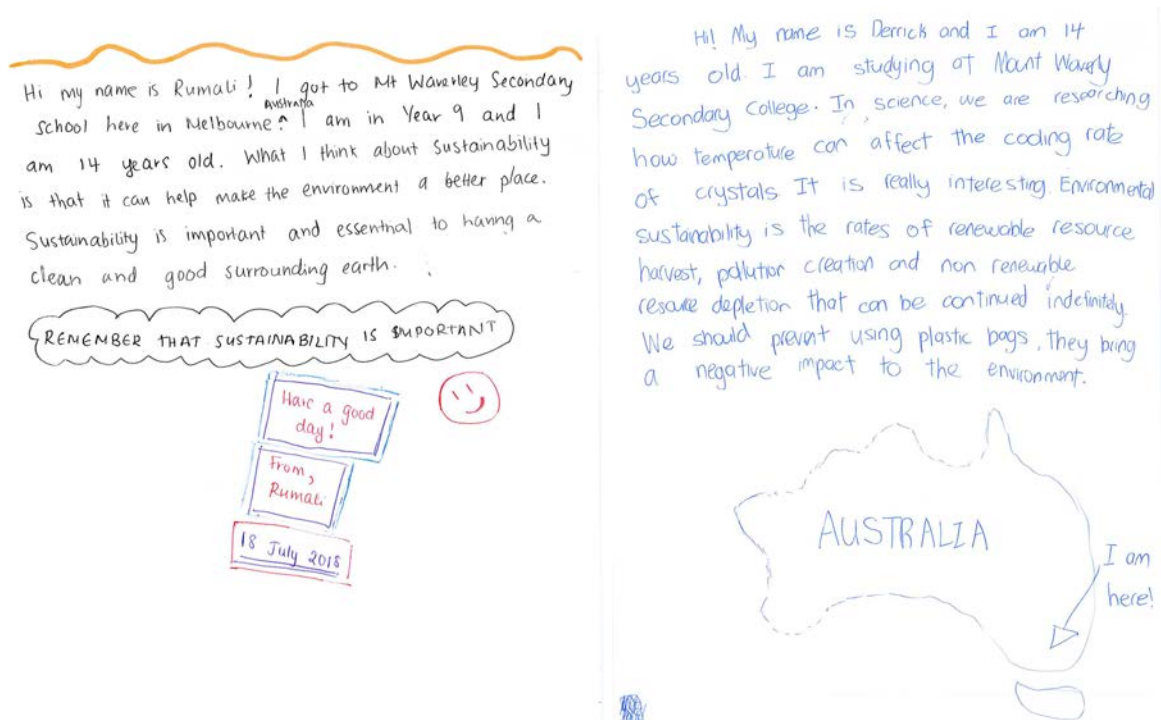 Hi my name is Rumali! I got to Mt Waverley Secondary
school here in Melbourne ^ Australia. I am in Year 9 and I
am 14 years old. What I think about Sustainability
is that it can help make the environment a better place.
Sustainability is important and essential to having a
clean and good surrounding earth.
REMEMBER THAT SUSTAINABILITY IS IMPORTANT
Have a good
day!
From,
Rumali
18 July 2018
Hi! My name is Derrick and I am 14
years old. I am studying at Mount Waverly
Secondary College. In science, we are researching
how temperature can affect the cooling rate
of crystals. It is really interesting. Environmental
sustainability is the rates of renewable resource
harvest, pollution creation and non renewable
resource depletion that can be continued indefinitely.
We should prevent using plastic bags, they bring
a negative impact to the environment.
AUSTRALIA
I am
here!